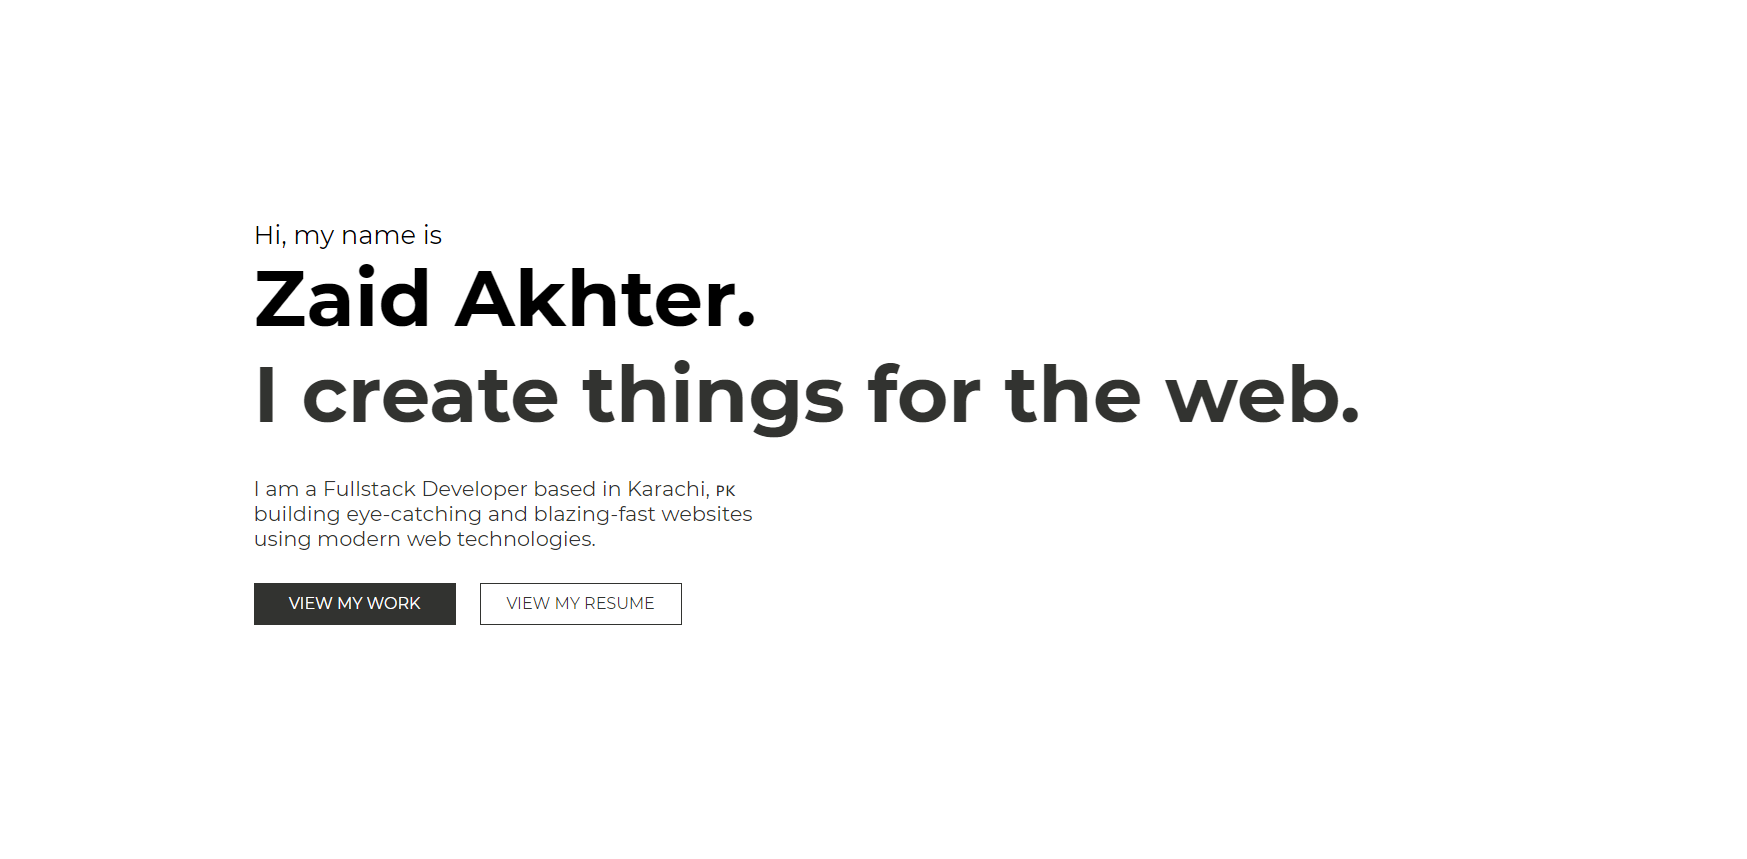 Hi, my name is
Zaid Akhter.
I create things for the web.
I am a Fullstack Developer based in Karachi, PK
building eye-catching and blazing-fast websites
using modern web technologies.
VIEW MY WORK
VIEW MY RESUME